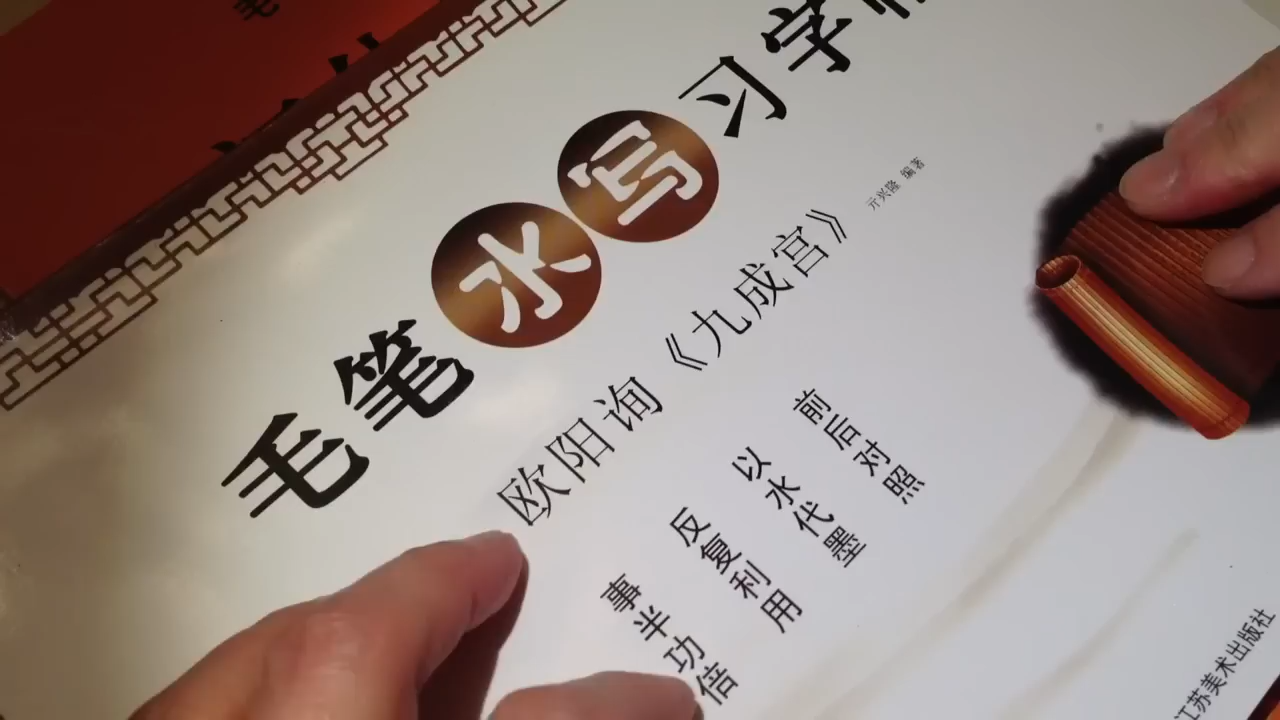 毛笔水写习字帖
欧阳询《九成宫》
亓兴隆 编著
前后对照
以水代墨
反复利用
事半功倍
江苏美术出版社
毛